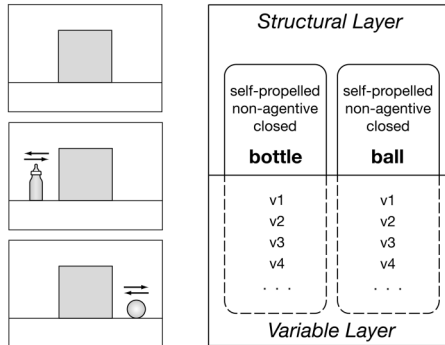 Structural Layer
self-propelled
non-agentive
closed
bottle
self-propelled
non-agentive
closed
ball
v1
v2
v3
v4
. . .
v1
v2
v3
v4
. . .
Variable Layer